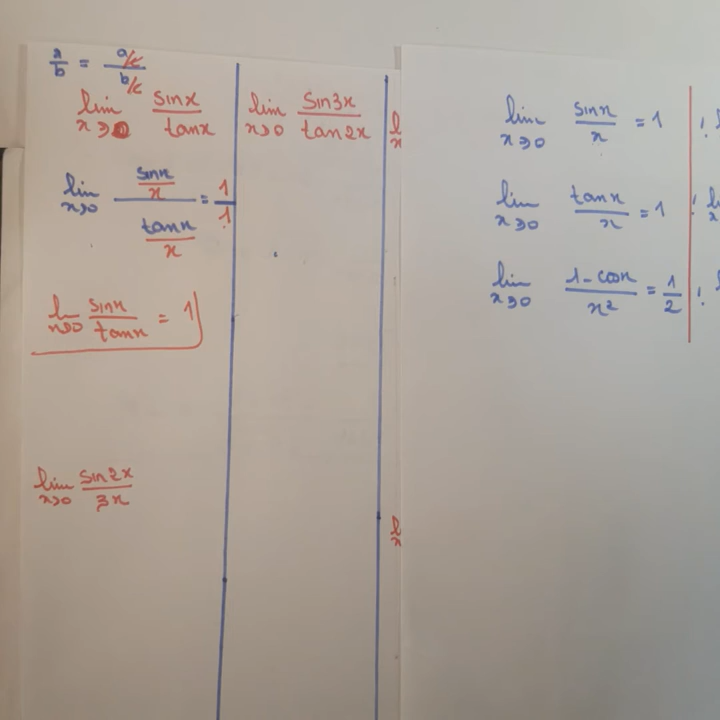 a/b = (a/c)/(b/c)
lim x→0 sinx/tanx
lim x→0 (sinx/x)/(tanx/x) = 1/1
lim x→0 sinx/tanx = 1
lim x→0 sin2x/3x
lim x→0 sin3x/tan2x
lim x→0 sinx/x = 1
lim x→0 tanx/x = 1
lim x→0 1-cosx/x² = 1/2